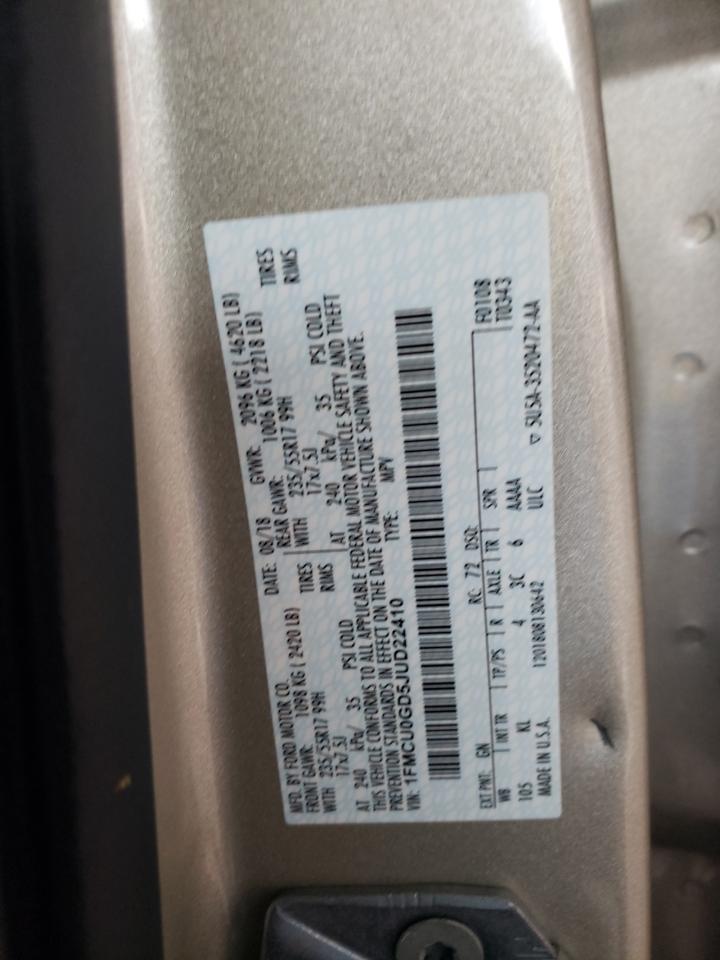 MFD. BY FORD MOTOR CO.
DATE: 08/18 GVWR: 2096 KG ( 4620 LB)
FRONT GAWR: 1098 KG ( 2420 LB) REAR GAWR: 1006 KG ( 2218 LB)
WITH 235/55R17 99H TIRES WITH 235/55R17 99H TIRES
17x7.5J RIMS 17x7.5J RIMS
AT 240 kPa/ 35 PSI COLD AT 240 kPa/ 35 PSI COLD
THIS VEHICLE CONFORMS TO ALL APPLICABLE FEDERAL MOTOR VEHICLE SAFETY AND THEFT
PREVENTION STANDARDS IN EFFECT ON THE DATE OF MANUFACTURE SHOWN ABOVE.
VIN: 1FMCU0GD5JUD22410 TYPE: MPV
EXT PNT: GN RC: 72 DSO: F0108
WB INT TR TP/PS R AXLE TR SPR T0343
105 KL 4 3C 6 AAAA
MADE IN U.S.A. 1201808130642 ULC ▽ 5U5A-3520472-AA